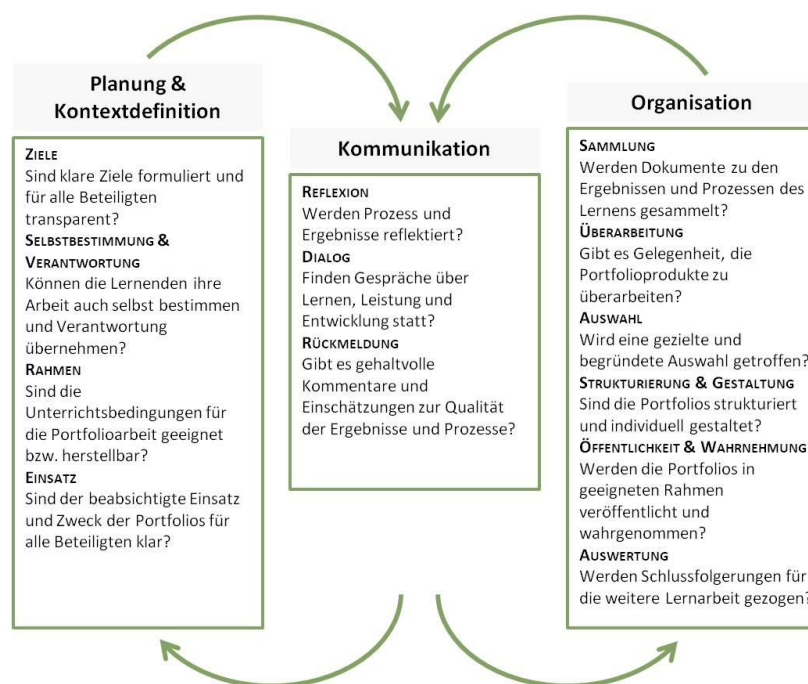 Planung &
Kontextdefinition
ZIELE
Sind klare Ziele formuliert und
für alle Beteiligten
transparent?
SELBSTBESTIMMUNG &
VERANTWORTUNG
Können die Lernenden ihre
Arbeit auch selbst bestimmen
und Verantwortung
übernehmen?
RAHMEN
Sind die
Unterrichtsbedingungen für
die Portfolioarbeit geeignet
bzw. herstellbar?
EINSATZ
Sind der beabsichtigte Einsatz
und Zweck der Portfolios für
alle Beteiligten klar?
Kommunikation
REFLEXION
Werden Prozess und
Ergebnisse reflektiert?
DIALOG
Finden Gespräche über
Lernen, Leistung und
Entwicklung statt?
RÜCKMELDUNG
Gibt es gehaltvolle
Kommentare und
Einschätzungen zur Qualität
der Ergebnisse und Prozesse?
Organisation
SAMMLUNG
Werden Dokumente zu den
Ergebnissen und Prozessen des
Lernens gesammelt?
ÜBERARBEITUNG
Gibt es Gelegenheit, die
Portfolioprodukte zu
überarbeiten?
AUSWAHL
Wird eine gezielte und
begründete Auswahl getroffen?
STRUKTURIERUNG & GESTALTUNG
Sind die Portfolios strukturiert
und individuell gestaltet?
ÖFFENTLICHKEIT & WAHRNEHMUNG
Werden die Portfolios in
geeigneten Rahmen
veröffentlicht und
wahrgenommen?
AUSWERTUNG
Werden Schlussfolgerungen für
die weitere Lernarbeit gezogen?